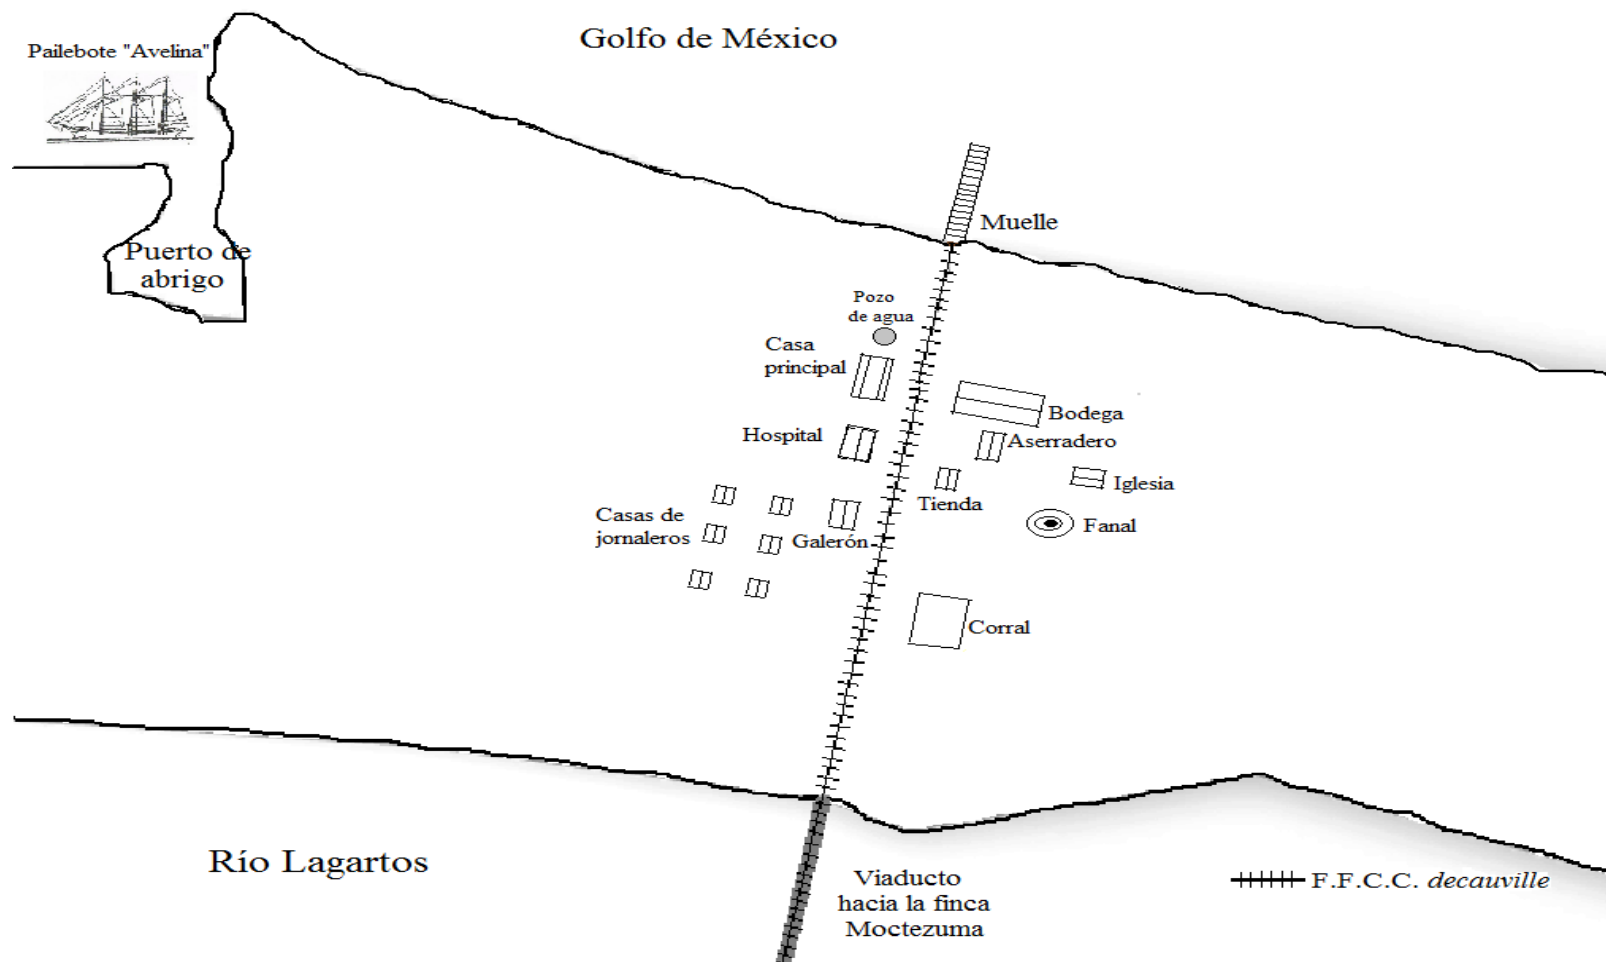 Golfo de México
Pailebote "Avelina"
Muelle
Puerto de
abrigo
Pozo
de agua
Casa
principal
Bodega
Hospital
Aserradero
Iglesia
Tienda
Casas de
jornaleros
Galerón
Fanal
Corral
Río Lagartos
Viaducto
hacia la finca
Moctezuma
F.F.C.C. decauville